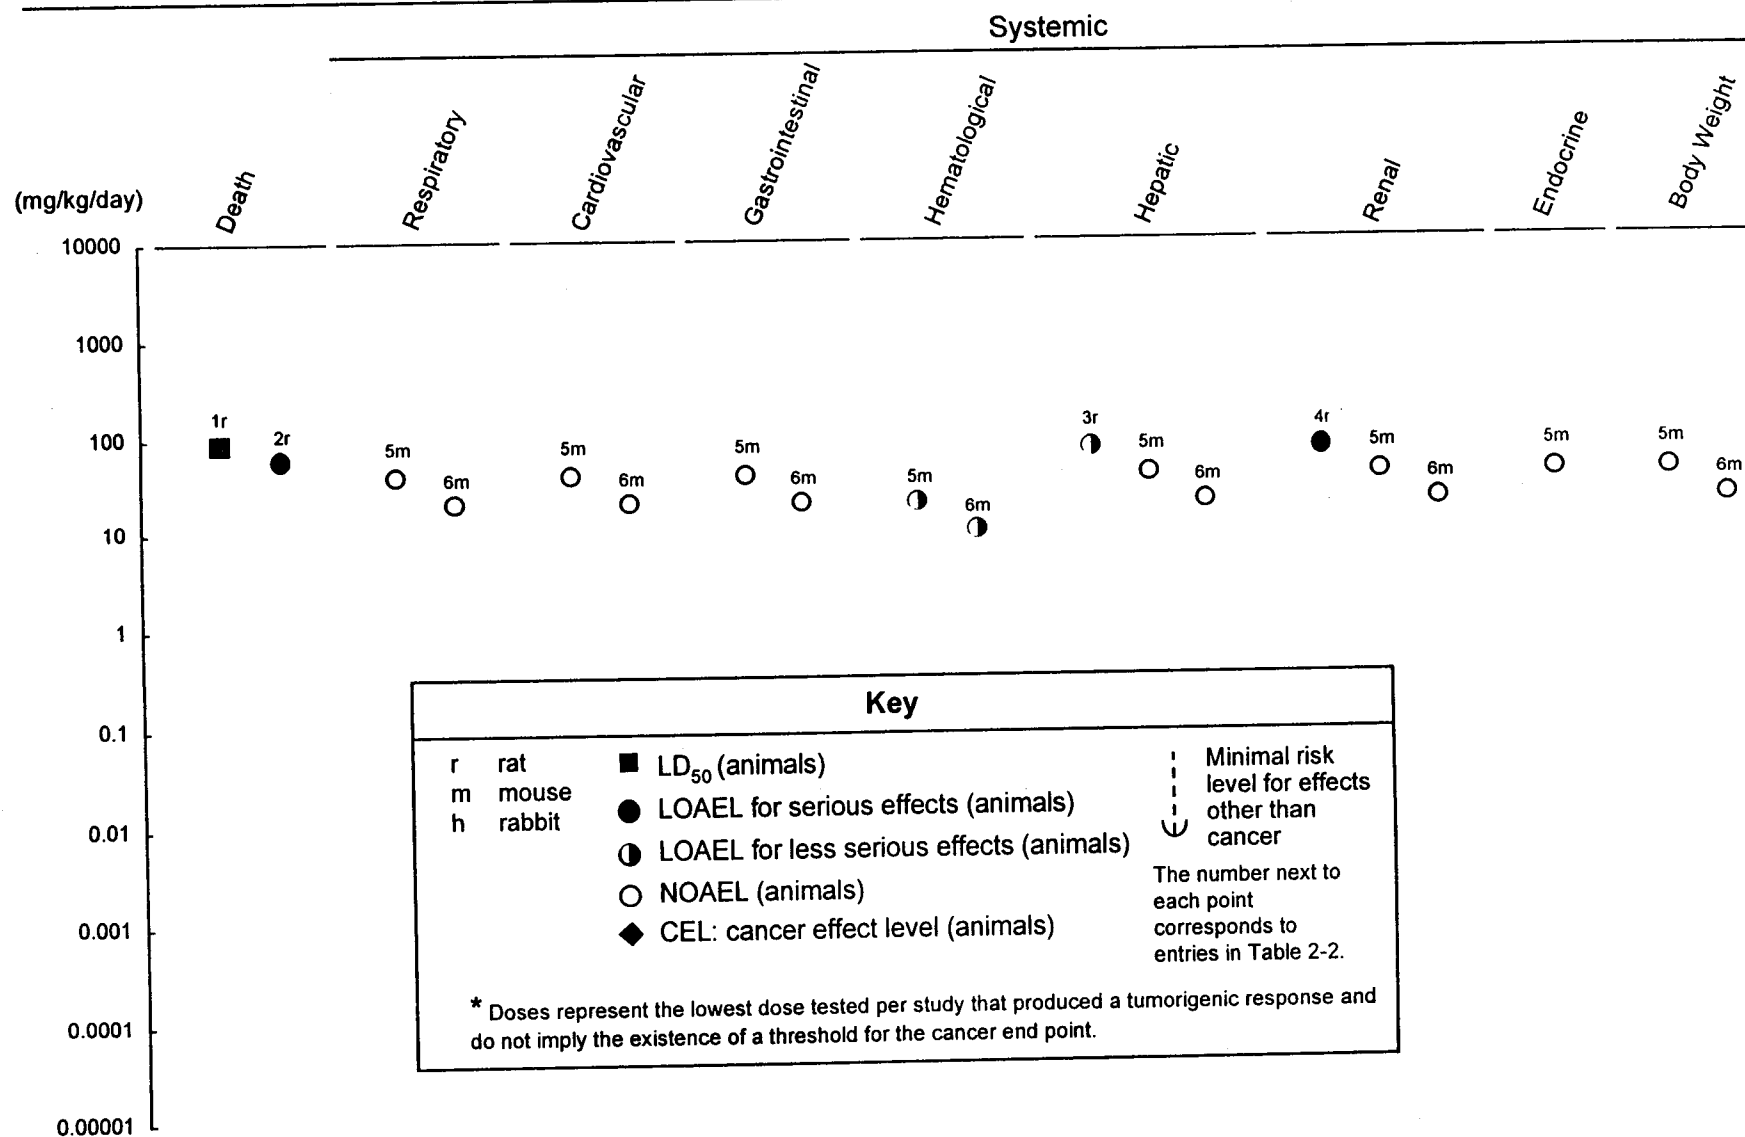 Systemic
(mg/kg/day)
Death
Respiratory
Cardiovascular
Gastrointestinal
Hematological
Hepatic
Renal
Endocrine
Body Weight
10000
1000
100
10
1
0.1
0.01
0.001
0.0001
0.00001
1r
2r
5m
6m
5m
6m
5m
6m
5m
6m
3r
5m
6m
4r
5m
6m
5m
5m
6m
Key
r rat
m mouse
h rabbit
LD50 (animals)
LOAEL for serious effects (animals)
LOAEL for less serious effects (animals)
NOAEL (animals)
CEL: cancer effect level (animals)
Minimal risk
level for effects
other than
cancer
The number next to
each point
corresponds to
entries in Table 2-2.
* Doses represent the lowest dose tested per study that produced a tumorigenic response and
do not imply the existence of a threshold for the cancer end point.